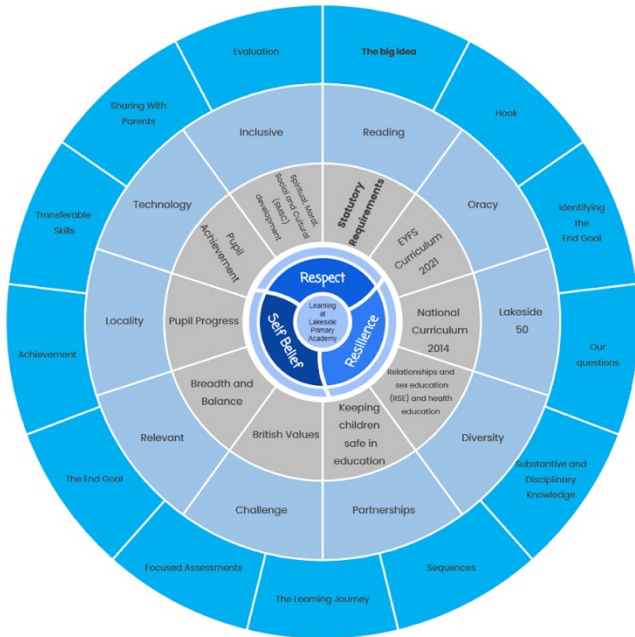 The big idea
Hook
Identifying
the
End Goal
Our
questions
Substantive and
Disciplinary
Knowledge
Sequences
The Learning Journey
Focused Assessments
The End Goal
Achievement
Transferable
Skills
Sharing With
Parents
Evaluation
Reading
Oracy
Lakeside
50
Diversity
Partnerships
Challenge
Relevant
Locality
Technology
Inclusive
Statutory
Requirements
EYFS
Curriculum
2021
National
Curriculum
2014
Relationships and
sex education
(RSE) and health
education
Keeping
children
safe in
education
British Values
Breadth and
Balance
Pupil Progress
Pupil
Achievement
Spiritual, Moral,
Social and Cultural
(SMSC)
development
Respect
Resilience
Self Belief
Learning
at
Lakeside
Primary
Academy